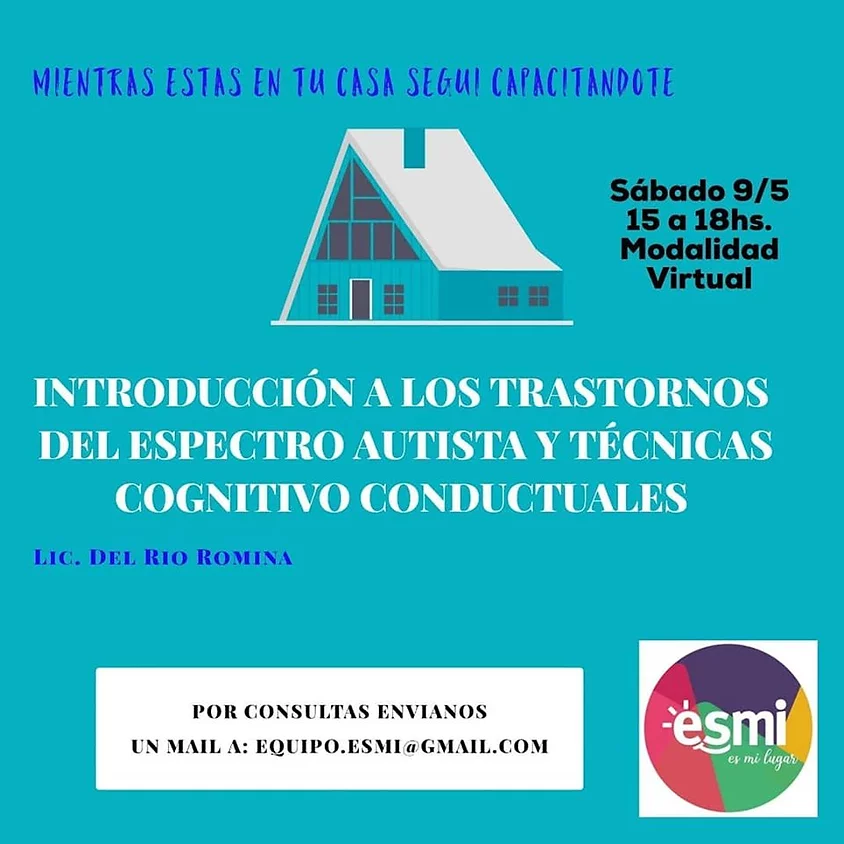 MIENTRAS ESTAS EN TU CASA SEGUI CAPACITANDOTE
Sábado 9/5
15 a 18hs.
Modalidad
Virtual
INTRODUCCIÓN A LOS TRASTORNOS
DEL ESPECTRO AUTISTA Y TÉCNICAS
COGNITIVO CONDUCTUALES
LIC. DEL RIO ROMINA
POR CONSULTAS ENVIANOS
UN MAIL A: EQUIPO.ESMI@GMAIL.COM
esmi
es mi lugar